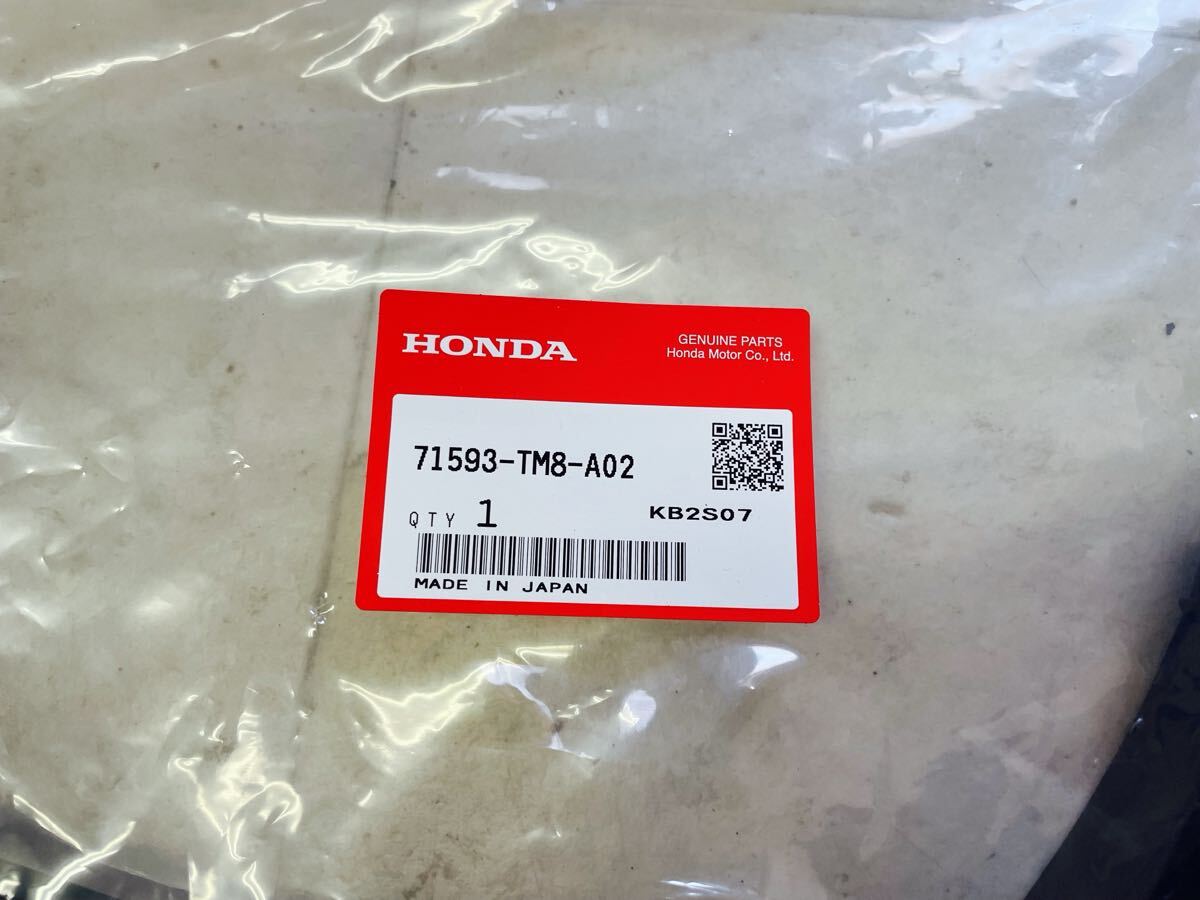 HONDA
GENUINE PARTS
Honda Motor Co., Ltd.
71593-TM8-A02
QTY 1
KB2S07
MADE IN JAPAN